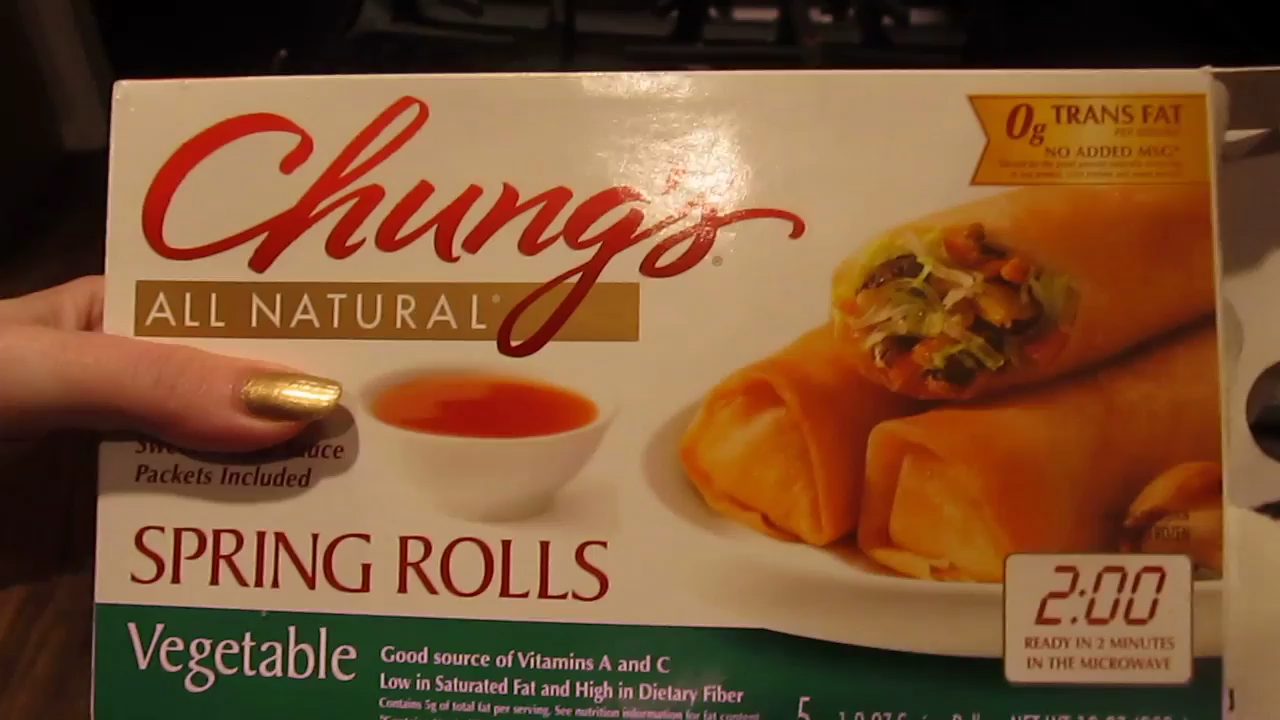 Chung's
ALL NATURAL
0g TRANS FAT
NO ADDED MSG*
Packets Included
SPRING ROLLS
2:00
READY IN 2 MINUTES
IN THE MICROWAVE
Vegetable
Good source of Vitamins A and C
Low in Saturated Fat and High in Dietary Fiber
Contains 5g of total fat per serving. See nutrition information for fat content.
5